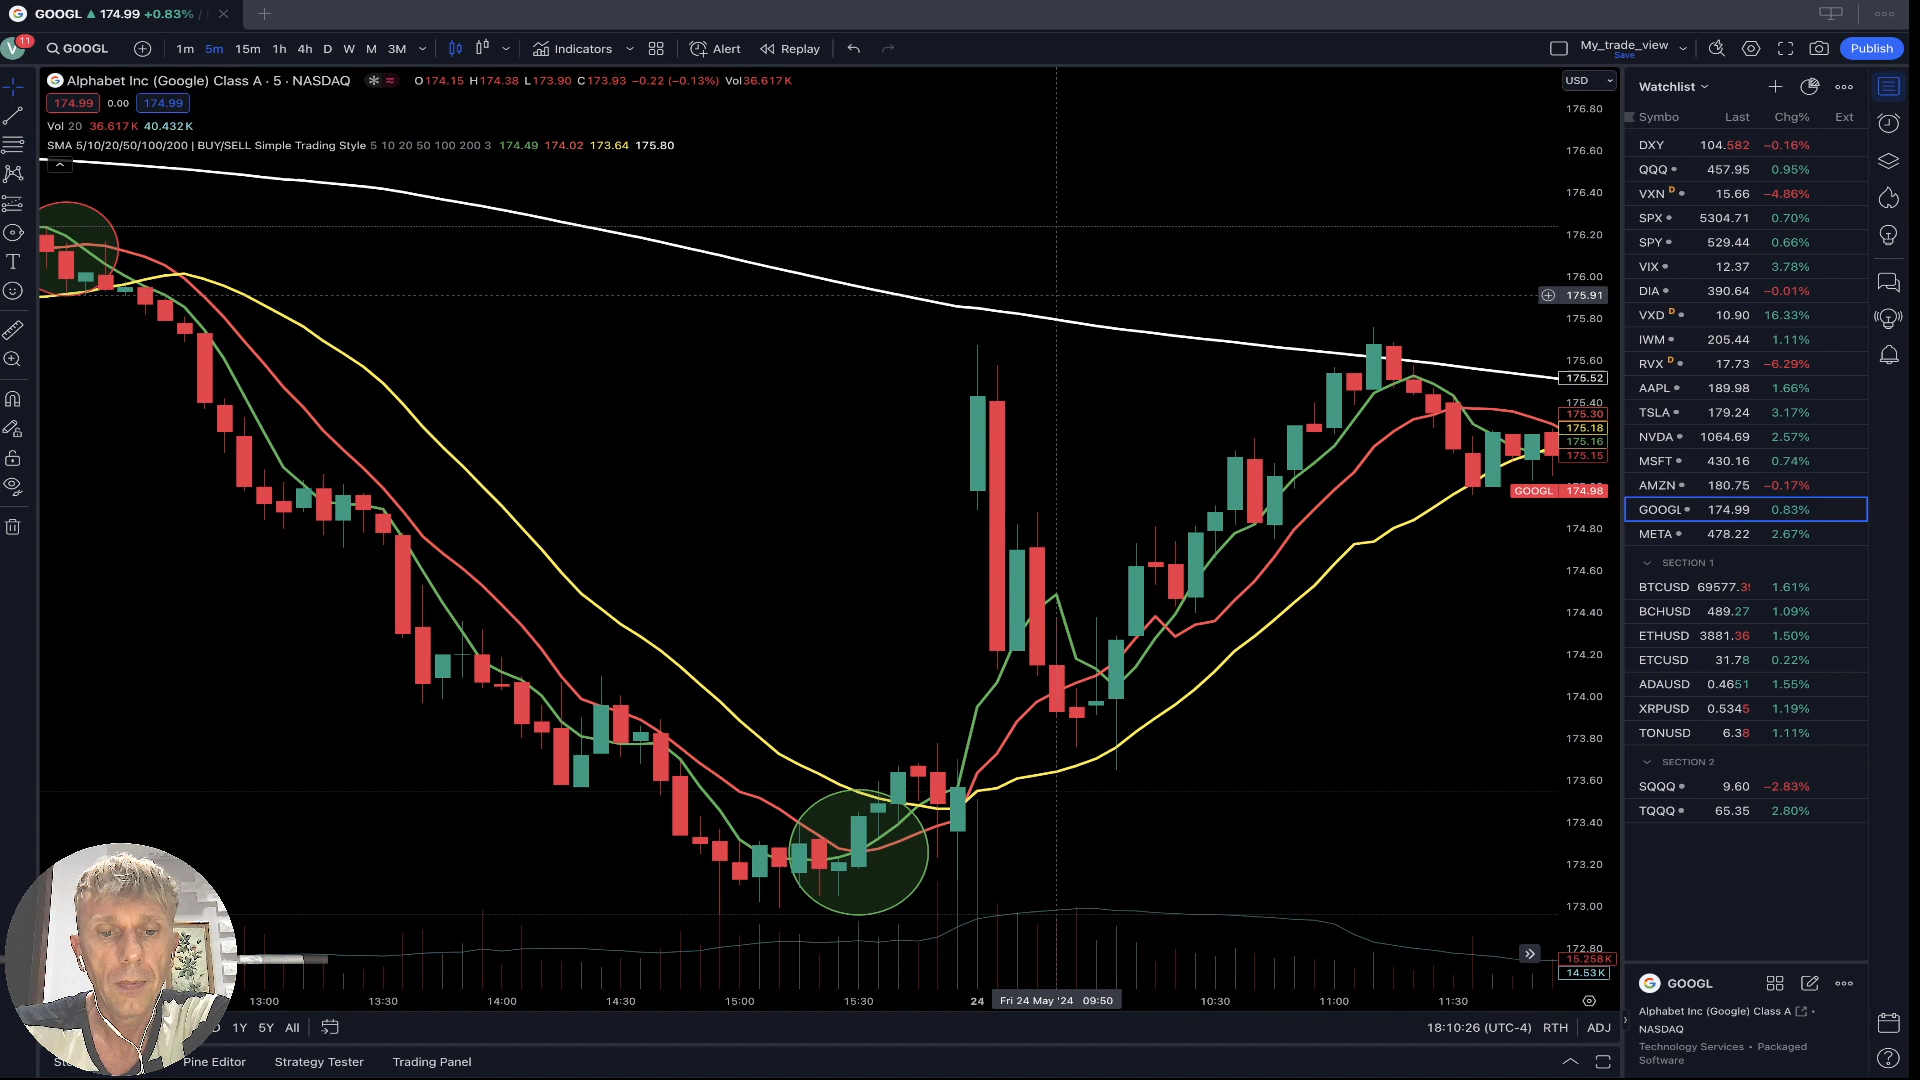 GOOGL ▲ 174.99 +0.83% /
11
V
GOOGL
1m 5m 15m 1h 4h D W M 3M
Indicators
Alert
Replay
My_trade_view
Save
Publish
Alphabet Inc (Google) Class A · 5 · NASDAQ
O174.15 H174.38 L173.90 C173.93 −0.22 (−0.13%) Vol36.617K
174.99 0.00 174.99
Vol 20 36.617K 40.432K
SMA 5/10/20/50/100/200 | BUY/SELL Simple Trading Style 5 10 20 50 100 200 3 174.49 174.02 173.64 175.80
USD
176.80
176.60
176.40
176.20
176.00
175.91
175.80
175.60
175.52
175.40
175.30
175.18
175.16
175.15
GOOGL 174.98
174.80
174.60
174.40
174.20
174.00
173.80
173.60
173.40
173.20
173.00
172.80
15.258K
14.53K
13:00 13:30 14:00 14:30 15:00 15:30 24 Fri 24 May '24 09:50 10:30 11:00 11:30
1Y 5Y All
18:10:26 (UTC-4) RTH ADJ
Pine Editor Strategy Tester Trading Panel
Watchlist
Symbo Last Chg% Ext
DXY 104.582 −0.16%
QQQ 457.95 0.95%
VXN D 15.66 −4.86%
SPX 5304.71 0.70%
SPY 529.44 0.66%
VIX 12.37 3.78%
DIA 390.64 −0.01%
VXD D 10.90 16.33%
IWM 205.44 1.11%
RVX D 17.73 −6.29%
AAPL 189.98 1.66%
TSLA 179.24 3.17%
NVDA 1064.69 2.57%
MSFT 430.16 0.74%
AMZN 180.75 −0.17%
GOOGL 174.99 0.83%
META 478.22 2.67%
SECTION 1
BTCUSD 69577.3 1.61%
BCHUSD 489.27 1.09%
ETHUSD 3881.36 1.50%
ETCUSD 31.78 0.22%
ADAUSD 0.4651 1.55%
XRPUSD 0.5345 1.19%
TONUSD 6.38 1.11%
SECTION 2
SQQQ 9.60 −2.83%
TQQQ 65.35 2.80%
GOOGL
Alphabet Inc (Google) Class A
NASDAQ
Technology Services • Packaged
Software